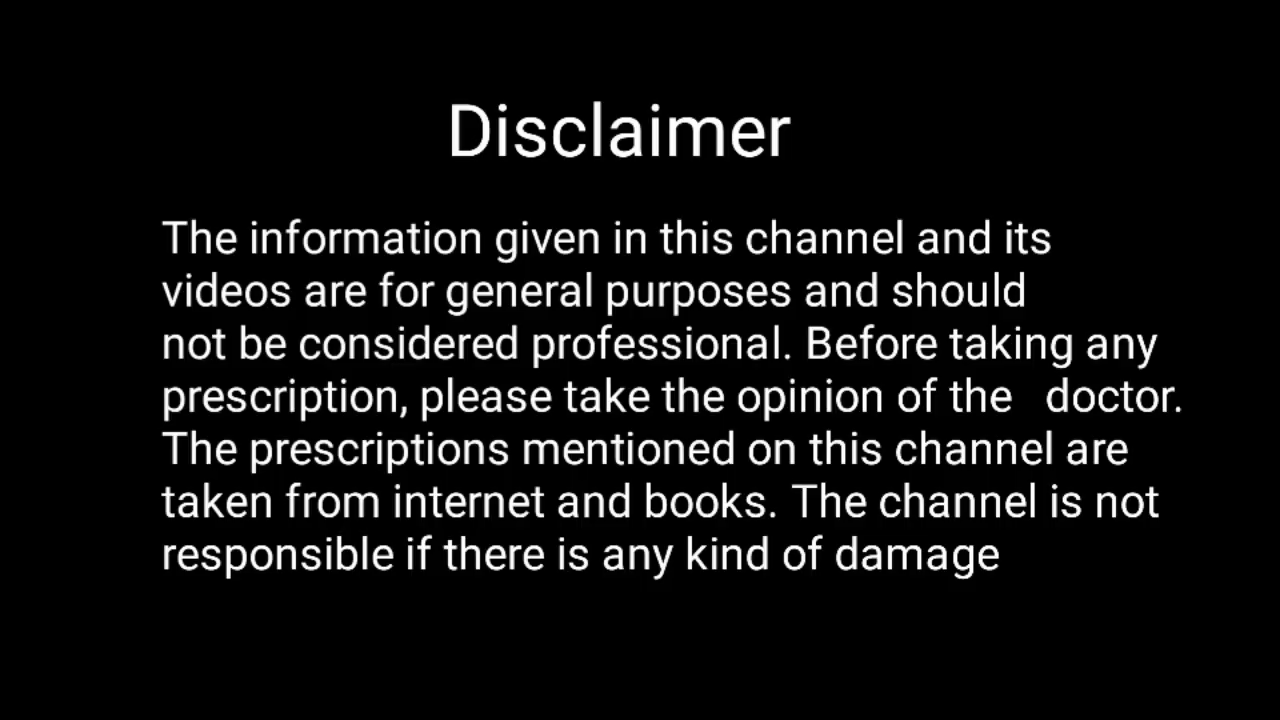 Disclaimer
The information given in this channel and its
videos are for general purposes and should
not be considered professional. Before taking any
prescription, please take the opinion of the   doctor.
The prescriptions mentioned on this channel are
taken from internet and books. The channel is not
responsible if there is any kind of damage